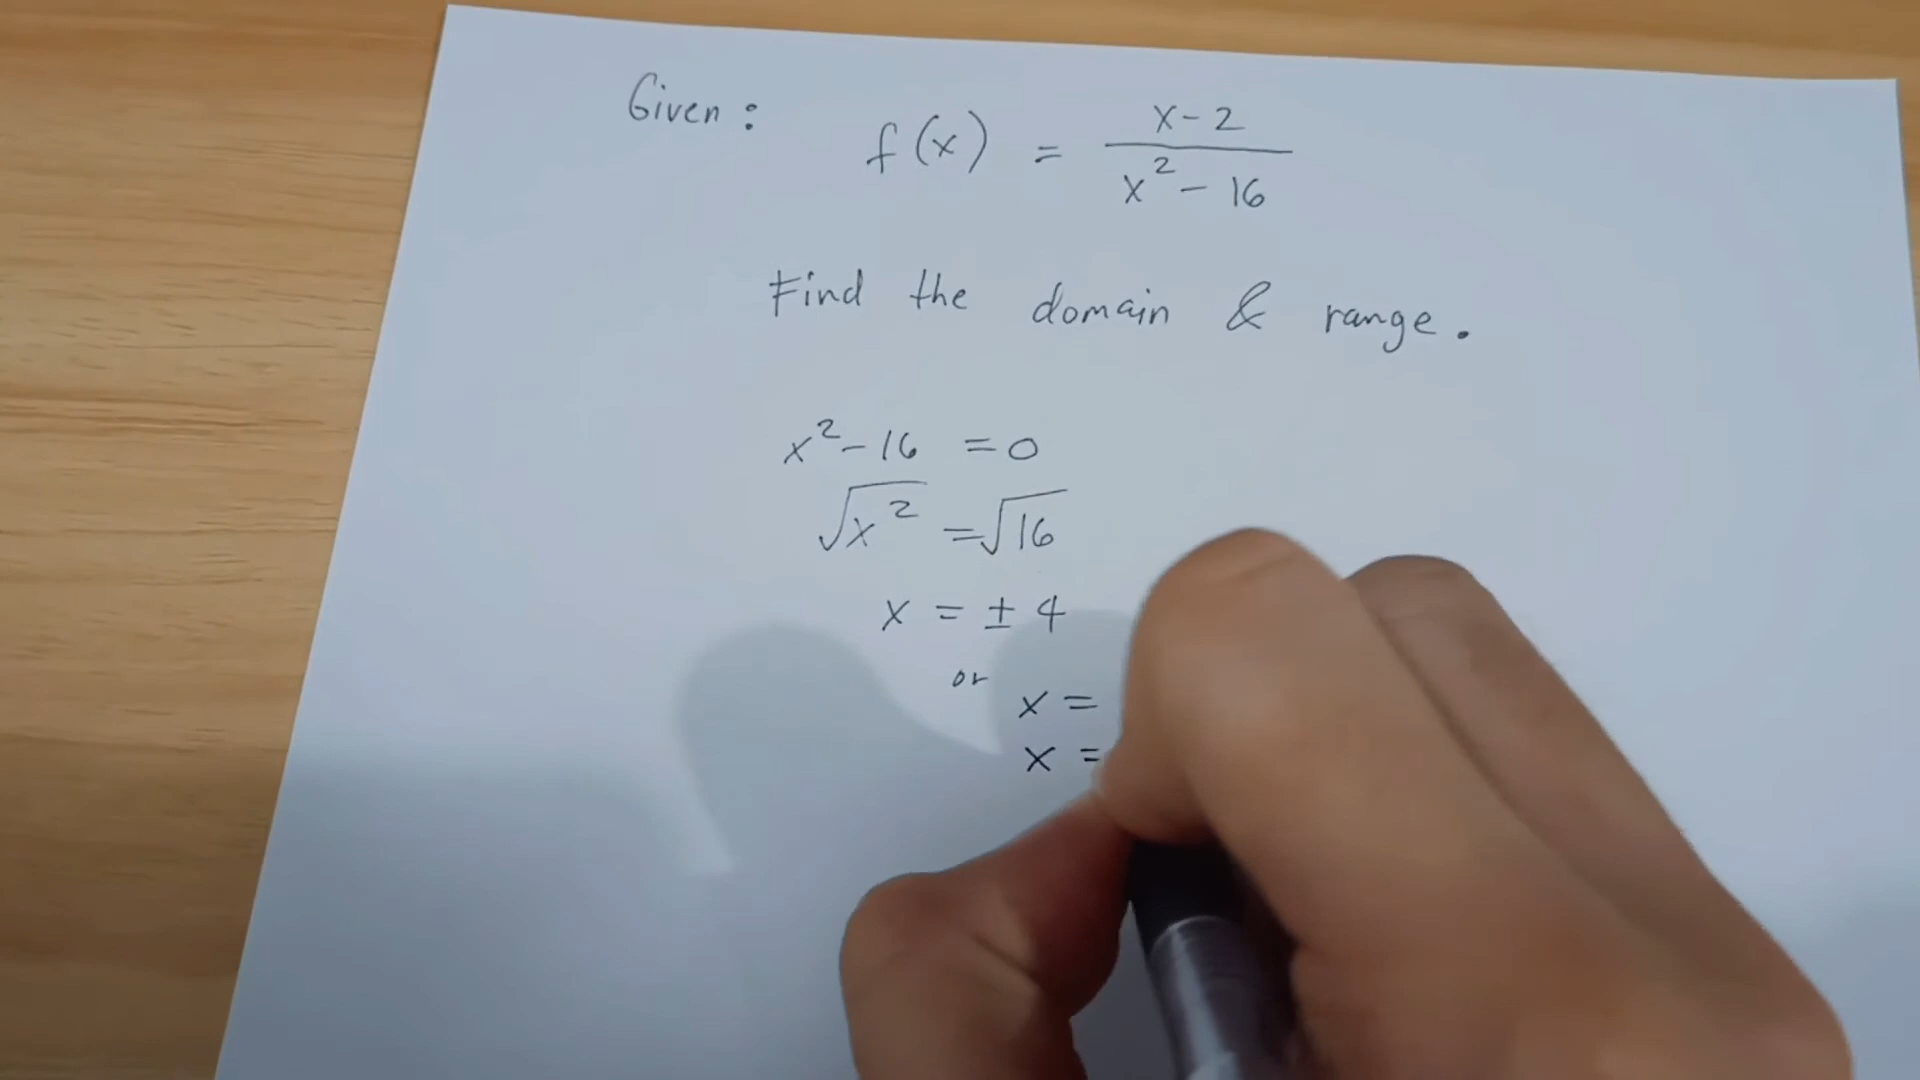 Given : f(x) = x-2 / x² - 16
Find the domain & range.
x² - 16 = 0
√x² = √16
x = ± 4
or x =
x =